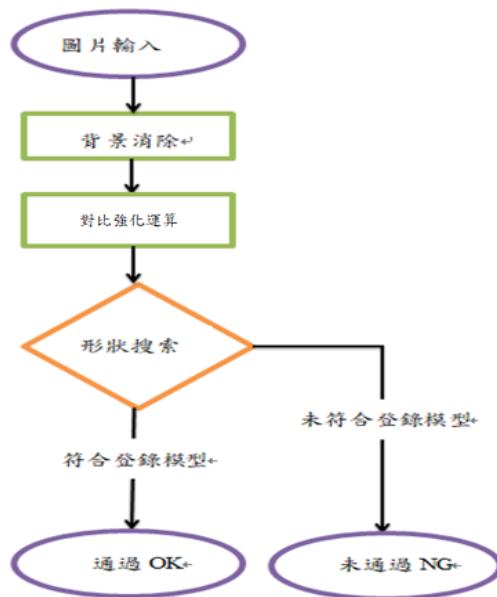 圖片輸入
背景消除↵
對比強化運算
形狀搜索
未符合登錄模型↵
符合登錄模型↵
通過 OK↵
未通過 NG↵